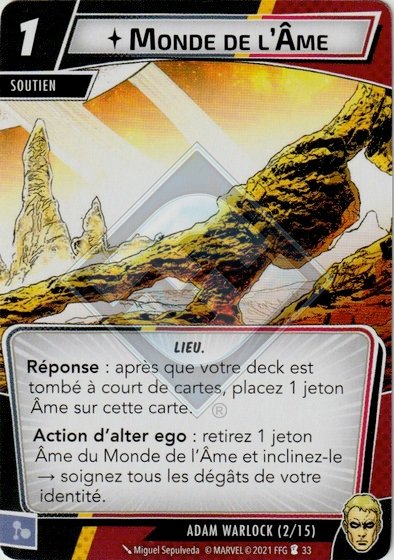 1
Monde de l'Âme
SOUTIEN
LIEU.
Réponse : après que votre deck est
tombé à court de cartes, placez 1 jeton
Âme sur cette carte.
®
Action d'alter ego : retirez 1 jeton
Âme du Monde de l'Âme et inclinez-le
→ soignez tous les dégâts de votre
identité.
ADAM WARLOCK (2/15)
Miguel Sepulveda © MARVEL © 2021 FFG 33